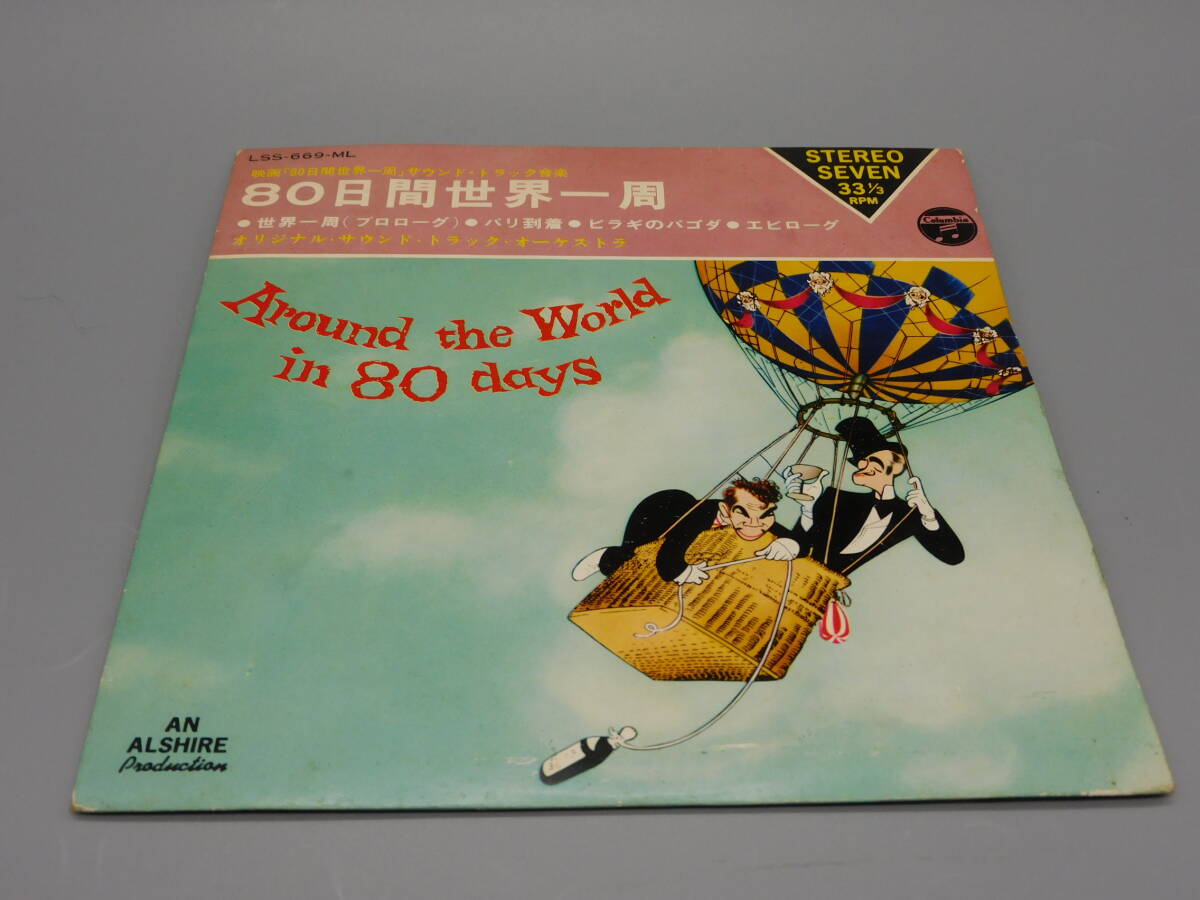 LSS-669-ML
映画「80日間世界一周」サウンド・トラック音楽
80日間世界一周
●世界一周(プロローグ)●パリ到着●ヒラギのパゴダ●エピローグ
オリジナル・サウンド・トラック・オーケストラ
STEREO
SEVEN
33⅓
RPM
Columbia
Around the World
in 80 days
AN
ALSHIRE
Production